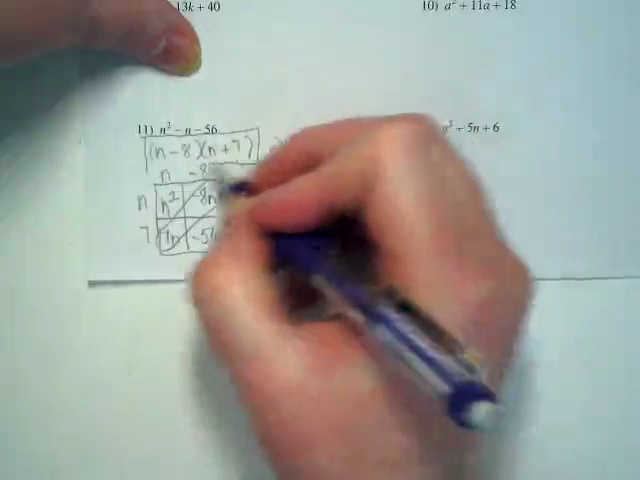 13k + 40
10) a² + 11a + 18
11) n² − n − 56
n² + 5n + 6
(n − 8)(n + 7)
n −8
n n² −8n
7 7n −56